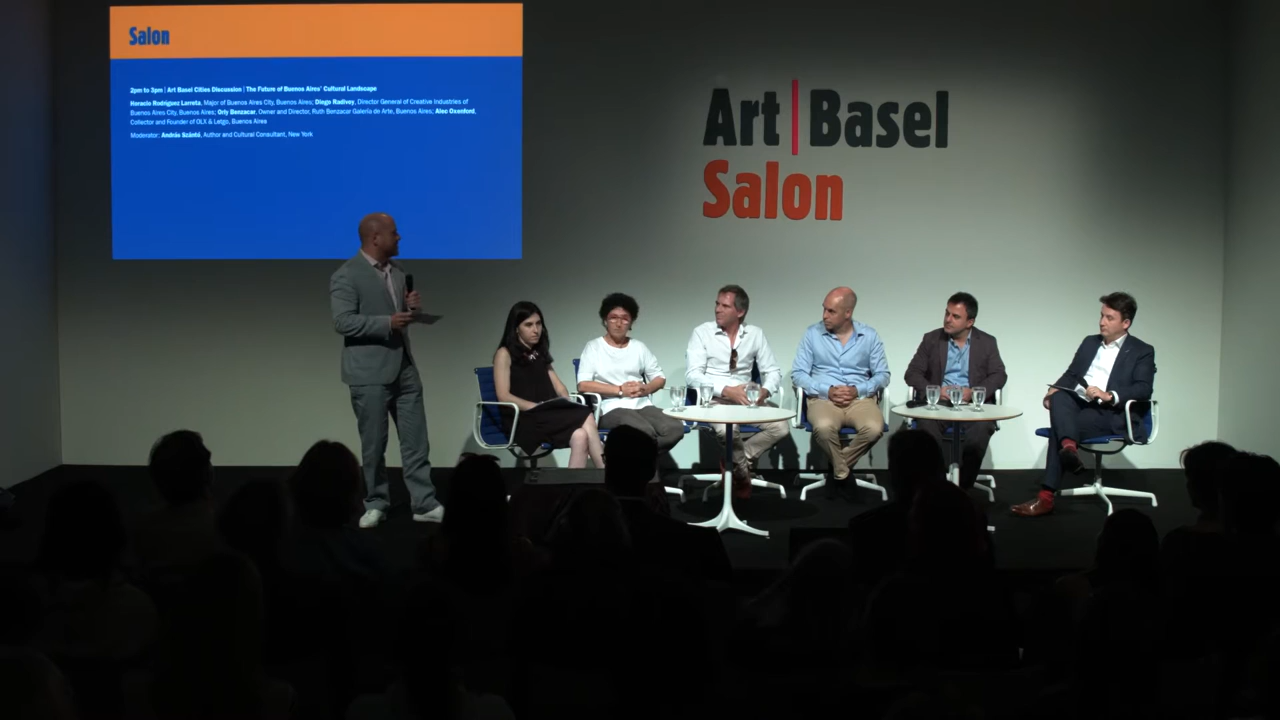 Salon
2pm to 3pm | Art Basel Cities Discussion | The Future of Buenos Aires' Cultural Landscape
Horacio Rodríguez Larreta, Major of Buenos Aires City, Buenos Aires; Diego Radivoy, Director General of Creative Industries of
Buenos Aires City, Buenos Aires; Orly Benzacar, Owner and Director, Ruth Benzacar Galería de Arte, Buenos Aires; Alec Oxenford,
Collector and Founder of OLX & Letgo, Buenos Aires
Moderator: András Szántó, Author and Cultural Consultant, New York
Art | Basel
Salon